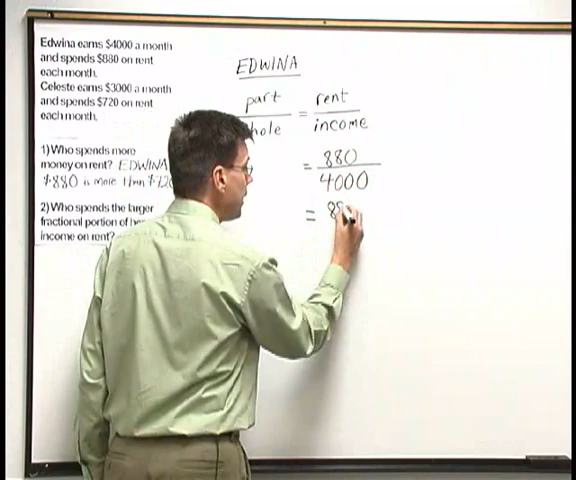 Edwina earns $4000 a month
and spends $880 on rent
each month.
Celeste earns $3000 a month
and spends $720 on rent
each month.
1) Who spends more
money on rent? EDWINA
$880 is more than $720
2) Who spends the larger
fractional portion of
income on rent?
EDWINA
part = rent
whole income
= 880
4000
= 88